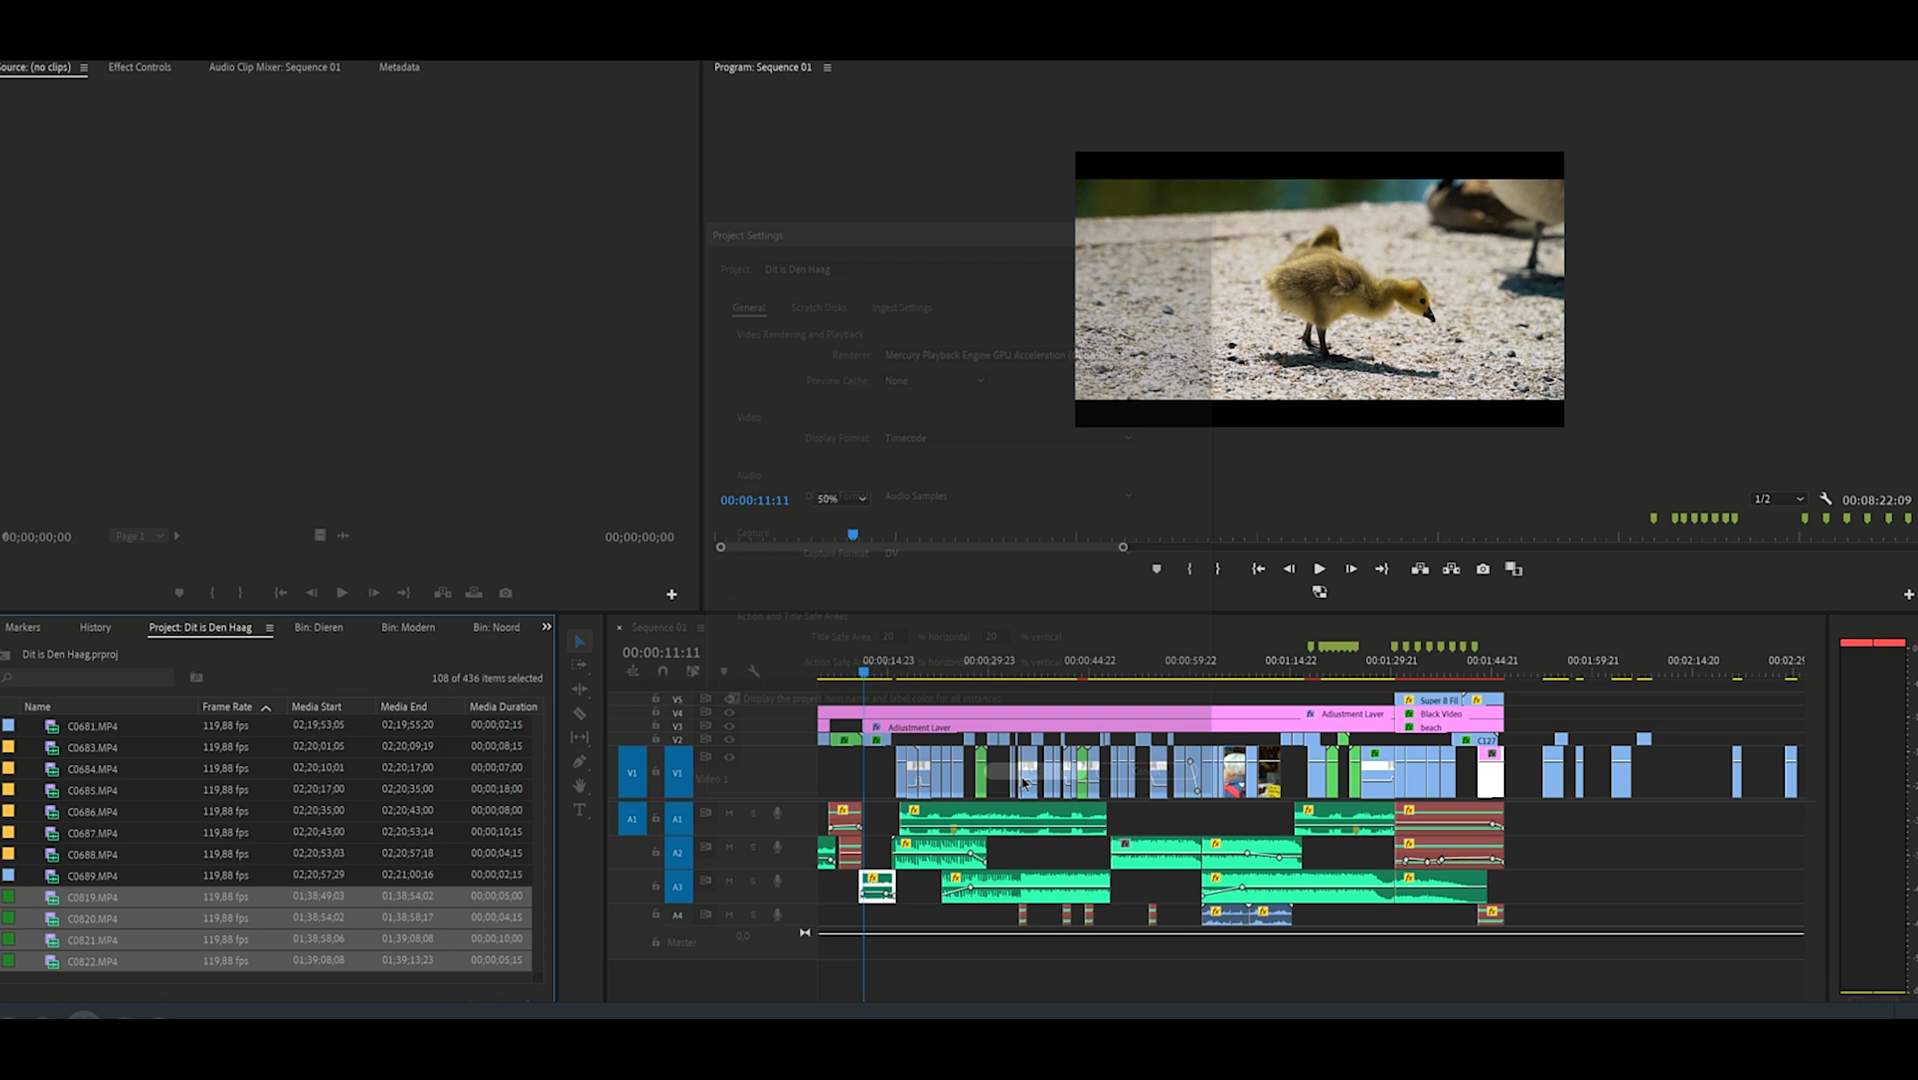 Source: (no clips)
Effect Controls
Audio Clip Mixer: Sequence 01
Metadata
Program: Sequence 01
Project Settings
Project: Dit is Den Haag
General
Scratch Disks
Ingest Settings
Video Rendering and Playback
Renderer: Mercury Playback Engine GPU Acceleration
Preview Cache: None
Video
Display Format: Timecode
Audio
00:00:11:11
50%
Audio Samples
1/2
00:08:22:09
Capture
Capture Format: DV
00;00;00;00
Page 1
00;00;00;00
Action and Title Safe Areas
Title Safe Area 20 % horizontal 20 % vertical
% horizontal
% vertical
Display the project item name and label color for all instances
Markers
History
Project: Dit is Den Haag
Bin: Dieren
Bin: Modern
Bin: Noord
Dit is Den Haag.prproj
108 of 436 items selected
Name Frame Rate Media Start Media End Media Duration
C0681.MP4 119,88 fps 02;19;53;05 02;19;55;20 00;00;02;15
C0683.MP4 119,88 fps 02;20;01;05 02;20;09;19 00;00;08;15
C0684.MP4 119,88 fps 02;20;10;01 02;20;17;00 00;00;07;00
C0685.MP4 119,88 fps 02;20;17;00 02;20;35;00 00;00;18;00
C0686.MP4 119,88 fps 02;20;35;00 02;20;43;00 00;00;08;00
C0687.MP4 119,88 fps 02;20;43;00 02;20;53;14 00;00;10;15
C0688.MP4 119,88 fps 02;20;53;03 02;20;57;18 00;00;04;15
C0689.MP4 119,88 fps 02;20;57;29 02;21;00;16 00;00;02;15
C0819.MP4 119,88 fps 01;38;49;03 01;38;54;02 00;00;05;00
C0820.MP4 119,88 fps 01;38;54;02 01;38;58;17 00;00;04;15
C0821.MP4 119,88 fps 01;38;58;06 01;39;08;08 00;00;10;00
C0822.MP4 119,88 fps 01;39;08;08 01;39;13;23 00;00;05;15
Sequence 01
00:00:11:11
00:00:14:23
00:00:29:23
00:00:44:22
00:00:59:22
00:01:14:22
00:01:29:21
00:01:44:21
00:01:59:21
00:02:14:20
00:02:29
V5
V4
V3
V2
V1 V1
Video 1
A1 A1 M S
A2 M S
A3 M S
A4 M S
Master 0,0
fx Super 8 Fil fx
fx Adjustment Layer
fx Black Video
fx Adjustment Layer
fx beach
fx C127